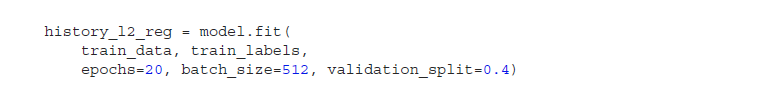 history_l2_reg = model.fit(
    train_data, train_labels,
    epochs=20, batch_size=512, validation_split=0.4)